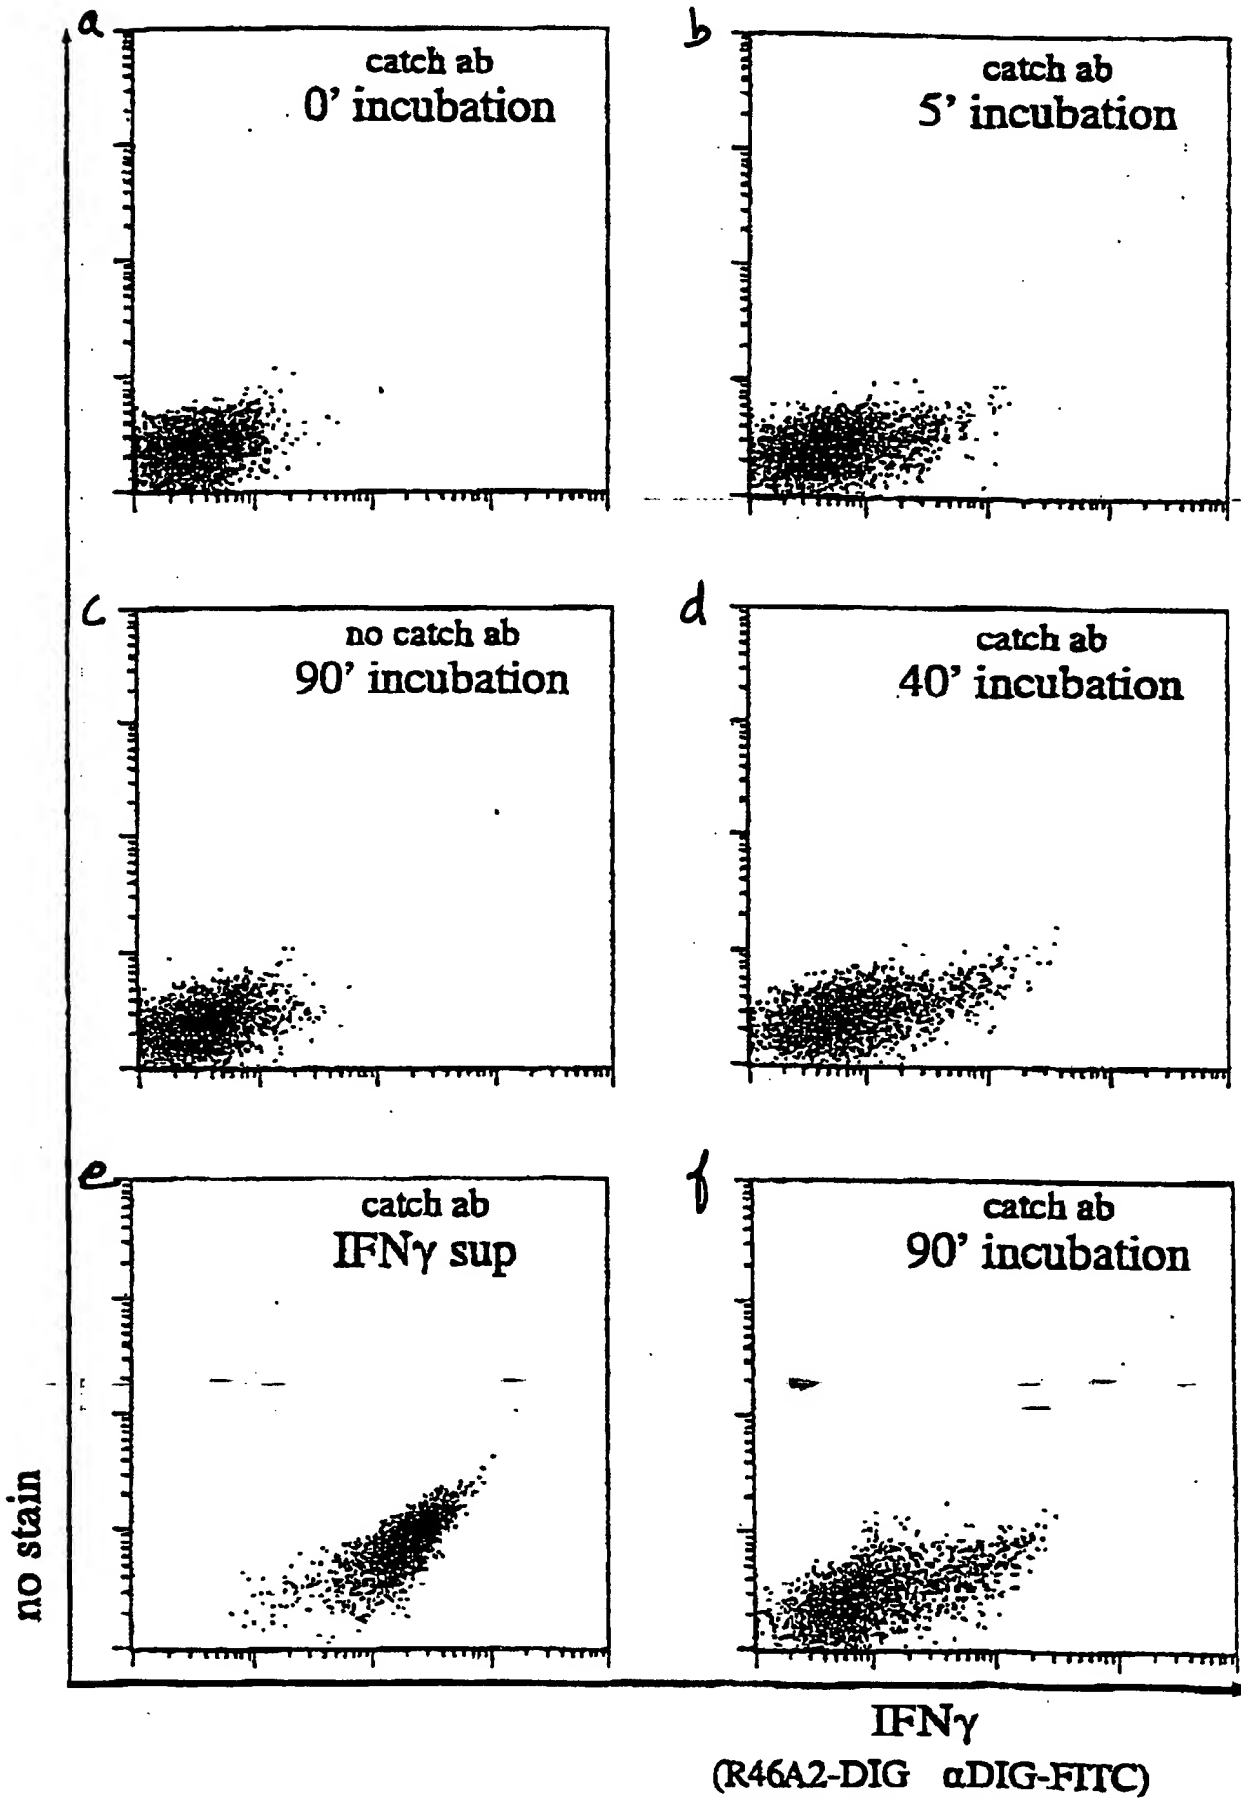 a
catch ab
0' incubation
b
catch ab
5' incubation
c
no catch ab
90' incubation
d
catch ab
40' incubation
e
catch ab
IFNγ sup
f
catch ab
90' incubation
no stain
IFNγ
(R46A2-DIG αDIG-FITC)